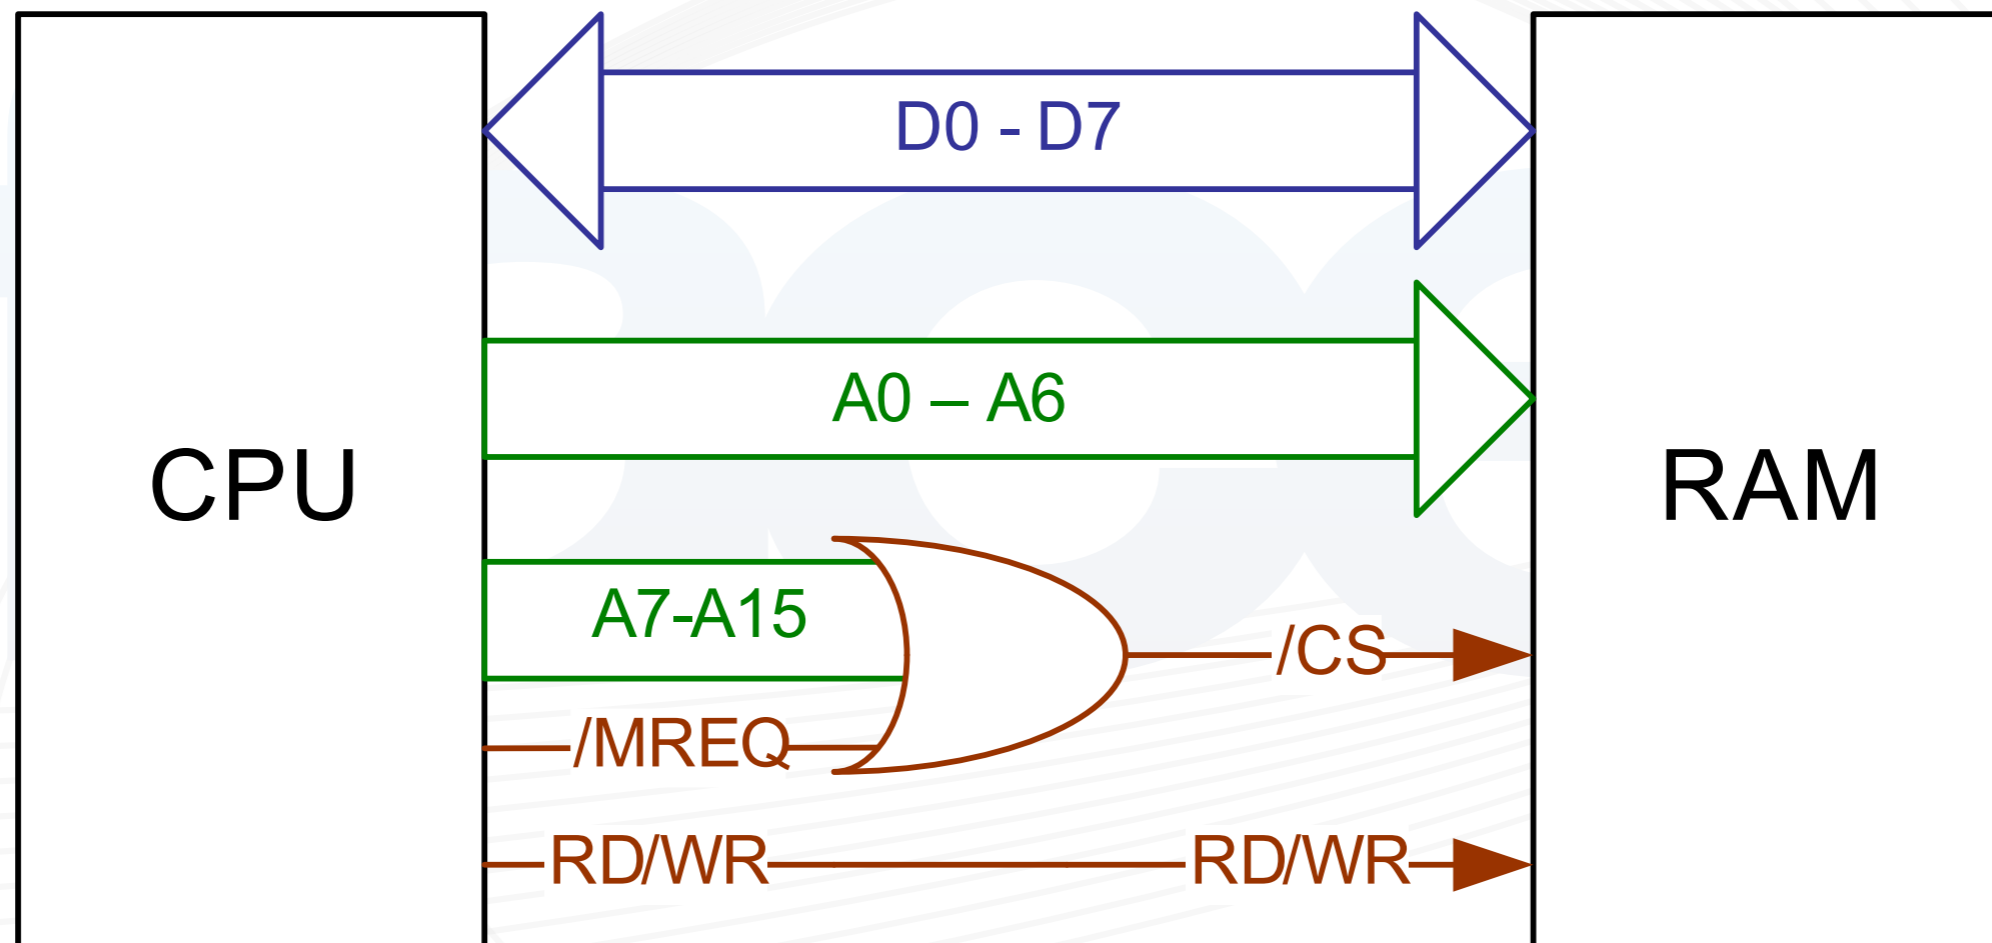 D0 - D7
A0 – A6
CPU
RAM
A7-A15
/CS
/MREQ
RD/WR
RD/WR